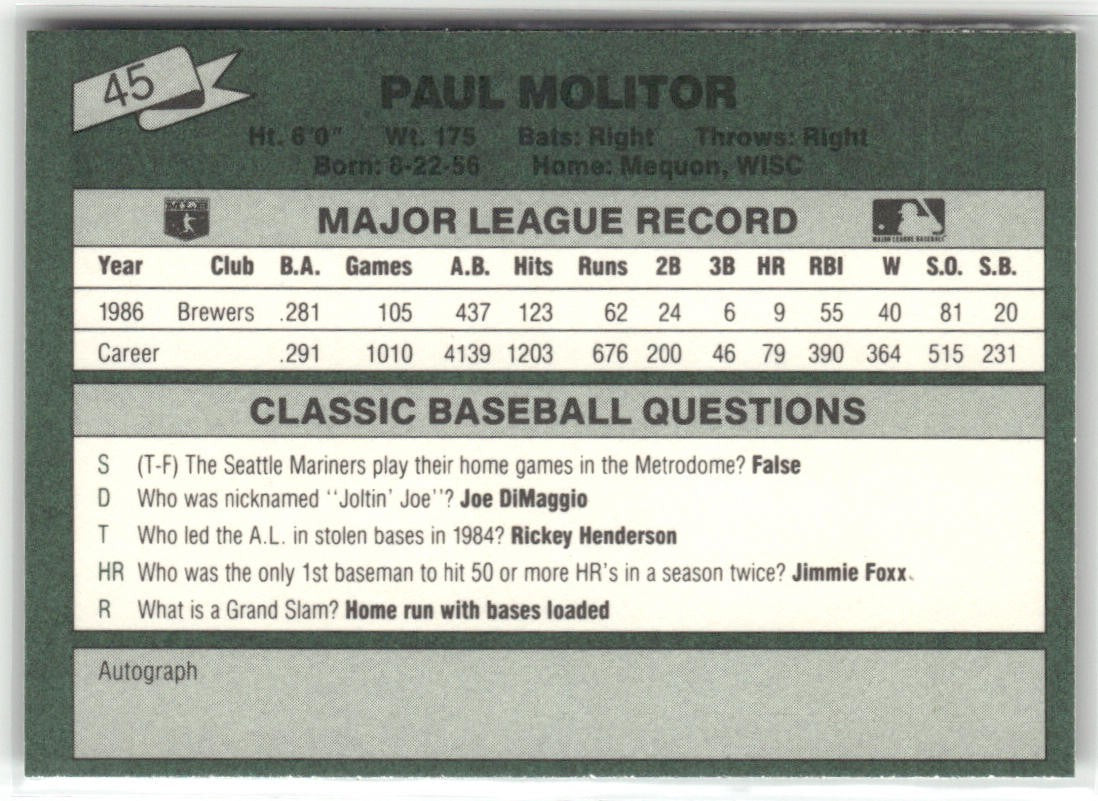 45
PAUL MOLITOR
Ht. 6'0" Wt. 175 Bats: Right Throws: Right
Born: 8-22-56 Home: Mequon, WISC
MAJOR LEAGUE RECORD
MAJOR LEAGUE BASEBALL
Year Club B.A. Games A.B. Hits Runs 2B 3B HR RBI W S.O. S.B.
1986 Brewers .281 105 437 123 62 24 6 9 55 40 81 20
Career .291 1010 4139 1203 676 200 46 79 390 364 515 231
CLASSIC BASEBALL QUESTIONS
S (T-F) The Seattle Mariners play their home games in the Metrodome? False
D Who was nicknamed ''Joltin' Joe''? Joe DiMaggio
T Who led the A.L. in stolen bases in 1984? Rickey Henderson
HR Who was the only 1st baseman to hit 50 or more HR's in a season twice? Jimmie Foxx
R What is a Grand Slam? Home run with bases loaded
Autograph